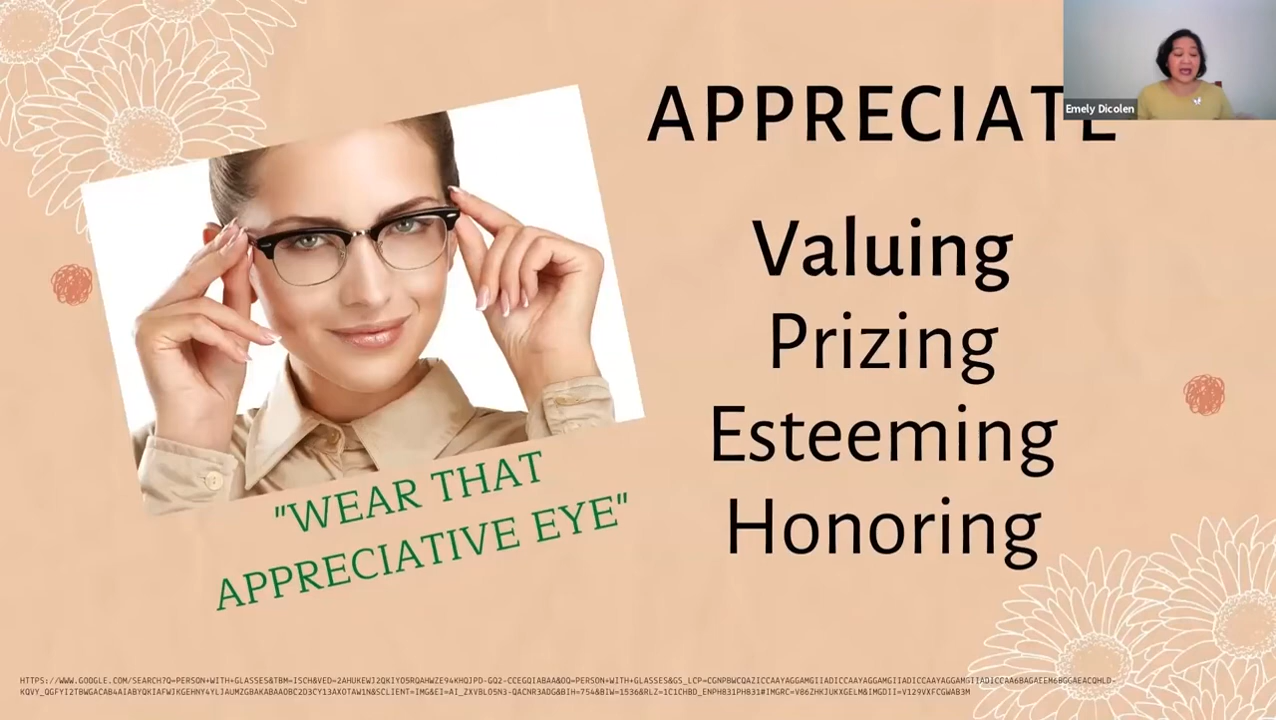 APPRECIATE
Emely Dicolen
Valuing
Prizing
Esteeming
Honoring
"WEAR THAT
APPRECIATIVE EYE"